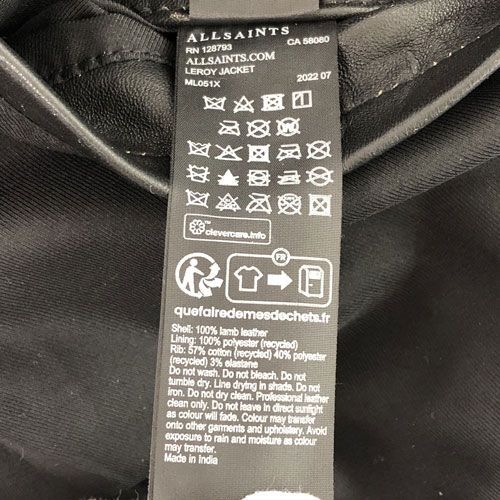 ALLSAINTS
RN 128793 CA 58080
ALLSAINTS.COM
LEROY JACKET
ML051X 2022 07
W
™
clevercare.info
FR
quefairedemesdechets.fr
Shell: 100% lamb leather
Lining: 100% polyester (recycled)
Rib: 57% cotton (recycled) 40% polyester
(recycled) 3% elastane
Do not wash. Do not bleach. Do not
tumble dry. Line drying in shade. Do not
iron. Do not dry clean. Professional leather
clean only. Do not leave in direct sunlight
as colour will fade. Colour may transfer
onto other garments and upholstery. Avoid
exposure to rain and moisture as colour
may transfer.
Made in India